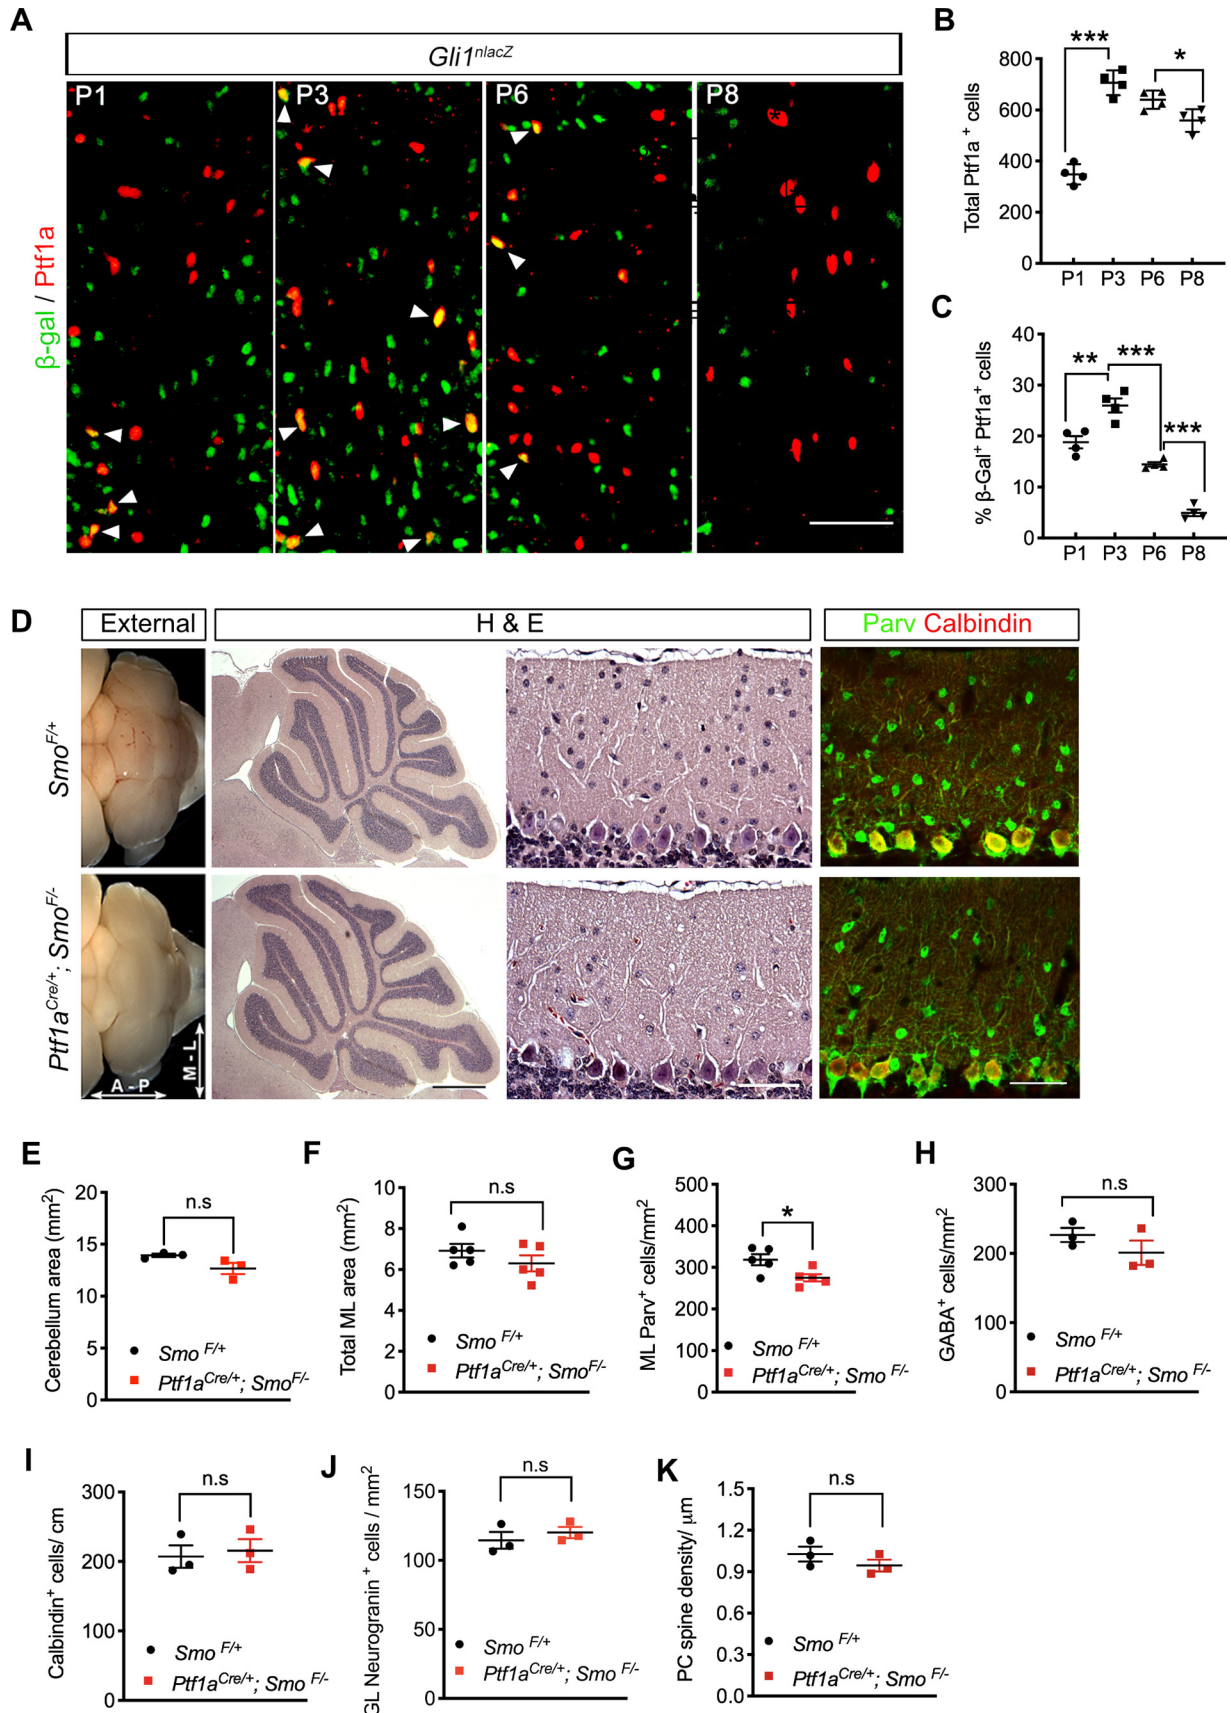 A
Gli1nlacZ
P1
P3
P6
P8
β-gal / Ptf1a
*
B
Total Ptf1a + cells
800
600
400
200
0
***
*
P1 P3 P6 P8
C
% β-Gal+ Ptf1a+ cells
40
30
20
10
0
**
***
***
P1 P3 P6 P8
D
External
H & E
Parv Calbindin
SmoF/+
Ptf1aCre/+; SmoF/-
A - P
M - L
E
Cerebellum area (mm2)
20
15
10
5
0
n.s
Smo F/+
Ptf1aCre/+; SmoF/-
F
Total ML area (mm2)
10
8
6
4
2
0
n.s
Smo F/+
Ptf1aCre/+; SmoF/-
G
ML Parv+ cells/mm2
500
400
300
200
100
0
*
Smo F/+
Ptf1aCre/+; Smo F/-
H
GABA+ cells/mm2
300
200
100
0
n.s
Smo F/+
Ptf1aCre/+; Smo F/-
I
Calbindin+ cells/ cm
300
200
100
0
n.s
Smo F/+
Ptf1aCre/+; Smo F/-
J
GL Neurogranin + cells / mm2
150
100
50
0
n.s
Smo F/+
Ptf1aCre/+; Smo F/-
K
PC spine density/ μm
1.5
1.2
0.9
0.6
0.3
0.0
n.s
Smo F/+
Ptf1aCre/+; Smo F/-